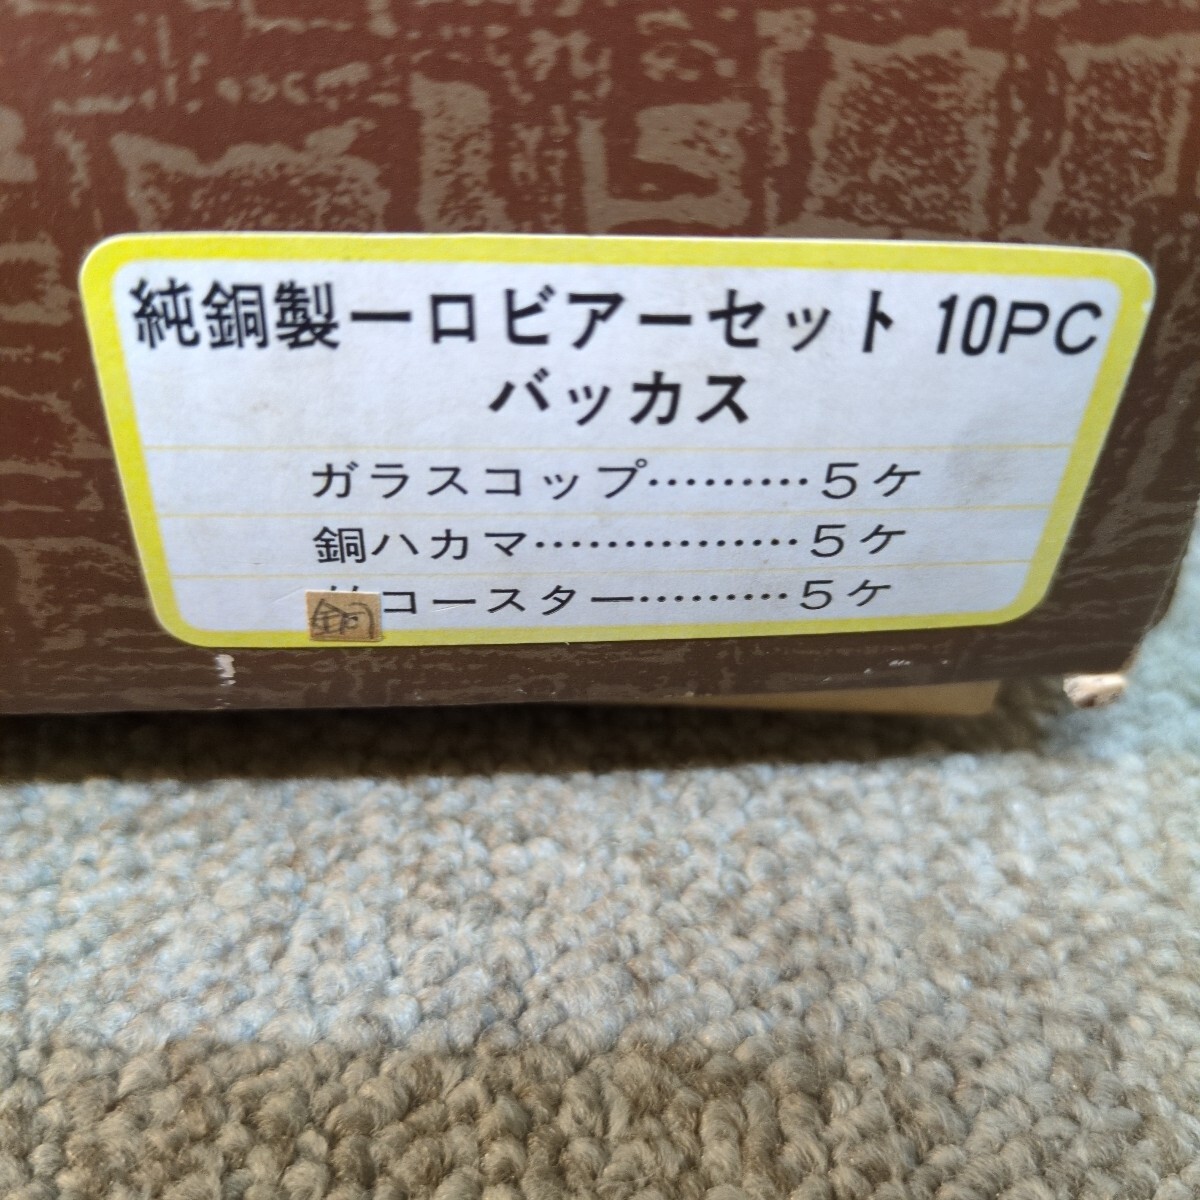 純銅製一口ビアーセット 10PC
バッカス
ガラスコップ………5ケ
銅ハカマ……………5ケ
銅コースター………5ケ